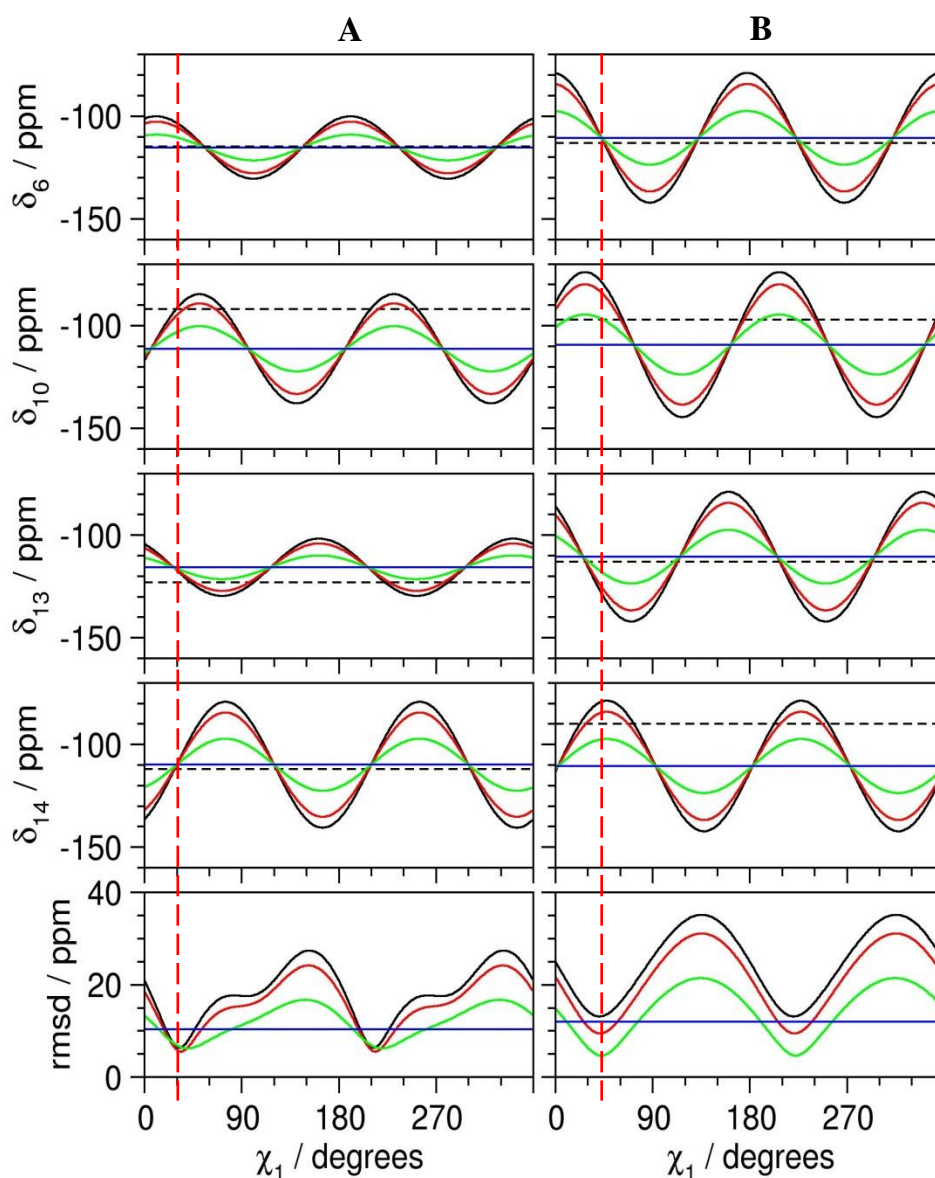 A B
δ6 / ppm
-100
-150
δ10 / ppm
-100
-150
δ13 / ppm
-100
-150
δ14 / ppm
-100
-150
rmsd / ppm
40
20
0
0 90 180 270 0 90 180 270
χ1 / degrees χ1 / degrees